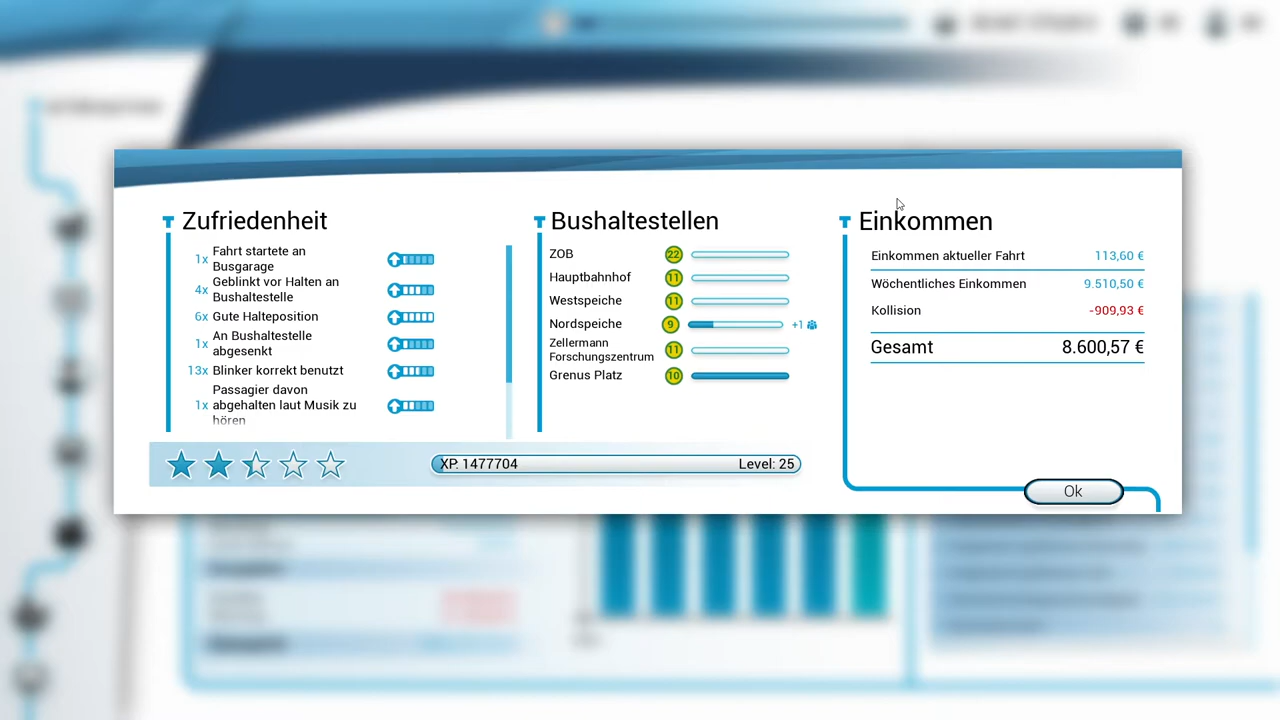 Zufriedenheit
1x Fahrt startete an
Busgarage
4x Geblinkt vor Halten an
Bushaltestelle
6x Gute Halteposition
1x An Bushaltestelle
abgesenkt
13x Blinker korrekt benutzt
1x Passagier davon
abgehalten laut Musik zu
hören
Bushaltestellen
ZOB 22
Hauptbahnhof 11
Westspeiche 11
Nordspeiche 9 +1
Zellermann
Forschungszentrum 11
Grenus Platz 10
XP: 1477704 Level: 25
Einkommen
Einkommen aktueller Fahrt 113,60 €
Wöchentliches Einkommen 9.510,50 €
Kollision -909,93 €
Gesamt 8.600,57 €
Ok